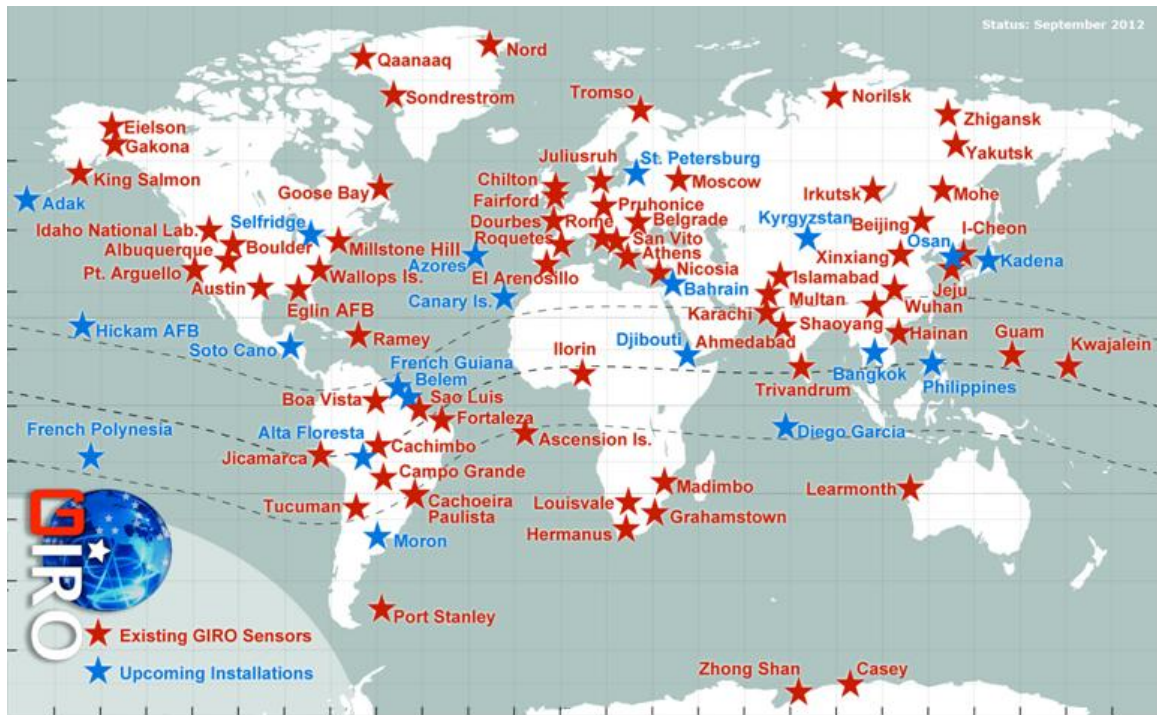 Status: September 2012
Nord
Qaanaaq
Sondrestrom
Tromso
Norilsk
Zhigansk
Eielson
Gakona
Yakutsk
Juliusruh
St. Petersburg
King Salmon
Goose Bay
Chilton
Moscow
Irkutsk
Mohe
Adak
Fairford
Pruhonice
Kyrgyzstan
Beijing
I-Cheon
Idaho National Lab.
Selfridge
Dourbes
Rome
Belgrade
Albuquerque
Boulder
Millstone Hill
Roquetes
San Vito
Osan
Azores
Athens
Xinxiang
Kadena
Pt. Arguello
Wallops Is.
El Arenosillo
Nicosia
Islamabad
Austin
Bahrain
Jeju
Eglin AFB
Canary Is.
Multan
Wuhan
Karachi
Shaoyang
Hickam AFB
Ramey
Djibouti
Ahmedabad
Hainan
Guam
Kwajalein
Soto Cano
Ilorin
French Guiana
Bangkok
Belem
Trivandrum
Philippines
Boa Vista
Sao Luis
Fortaleza
French Polynesia
Alta Floresta
Cachimbo
Ascension Is.
Diego Garcia
Jicamarca
Campo Grande
Madimbo
Learmonth
Tucuman
Cachoeira
Paulista
Louisvale
Grahamstown
Hermanus
Moron
GIRO
Port Stanley
Existing GIRO Sensors
Upcoming Installations
Zhong Shan
Casey